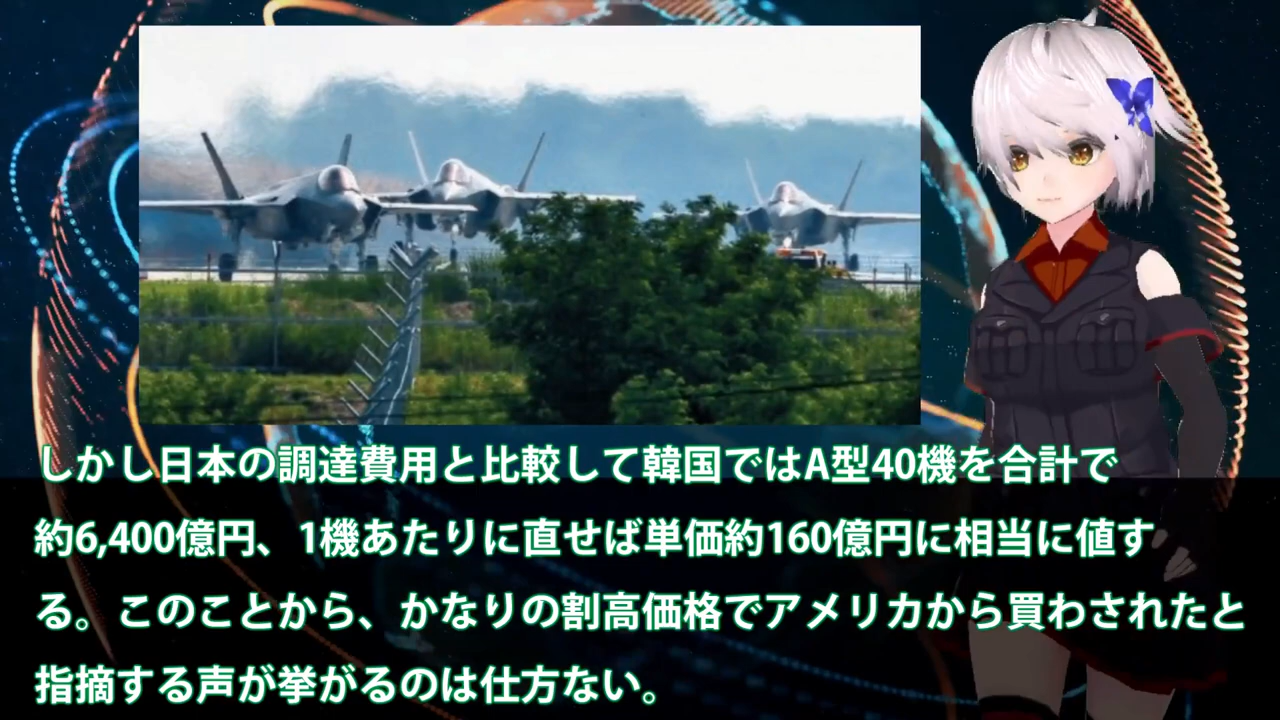 しかし日本の調達費用と比較して韓国ではA型40機を合計で
約6,400億円、1機あたりに直せば単価約160億円に相当に値す
る。このことから、かなりの割高価格でアメリカから買わされたと
指摘する声が挙がるのは仕方ない。